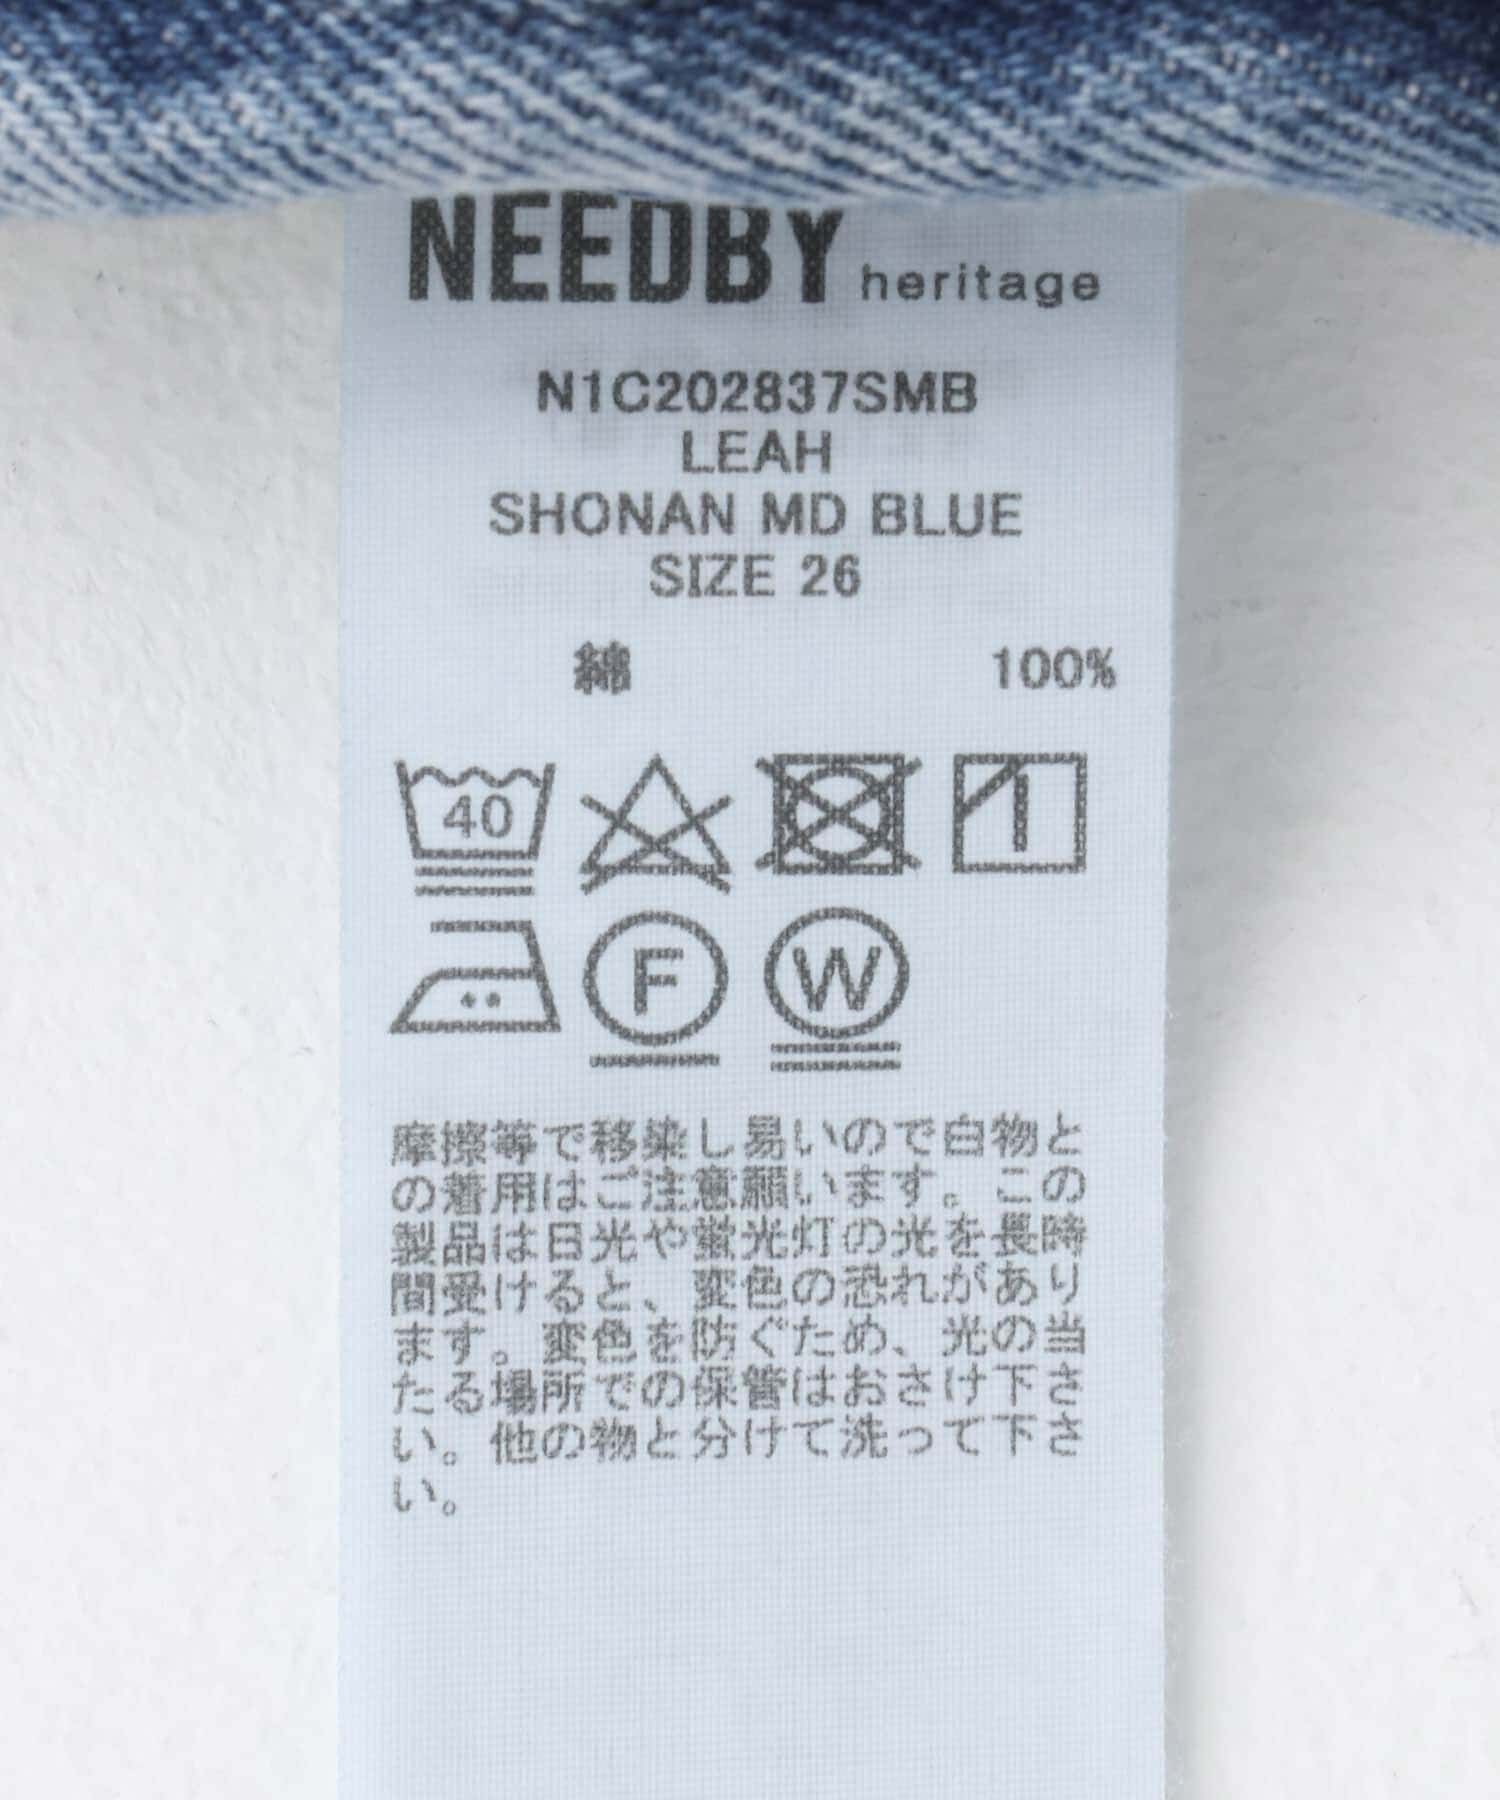 NEEDBY heritage
N1C202837SMB
LEAH
SHONAN MD BLUE
SIZE 26
綿 100%
40
1
F W
摩擦等で移染し易いので白物と
の着用はご注意願います。この
製品は日光や蛍光灯の光を長時
間受けると、変色の恐れがあり
ます。変色を防ぐため、光の当
たる場所での保管はおさけ下さ
い。他の物と分けて洗って下さ
い。